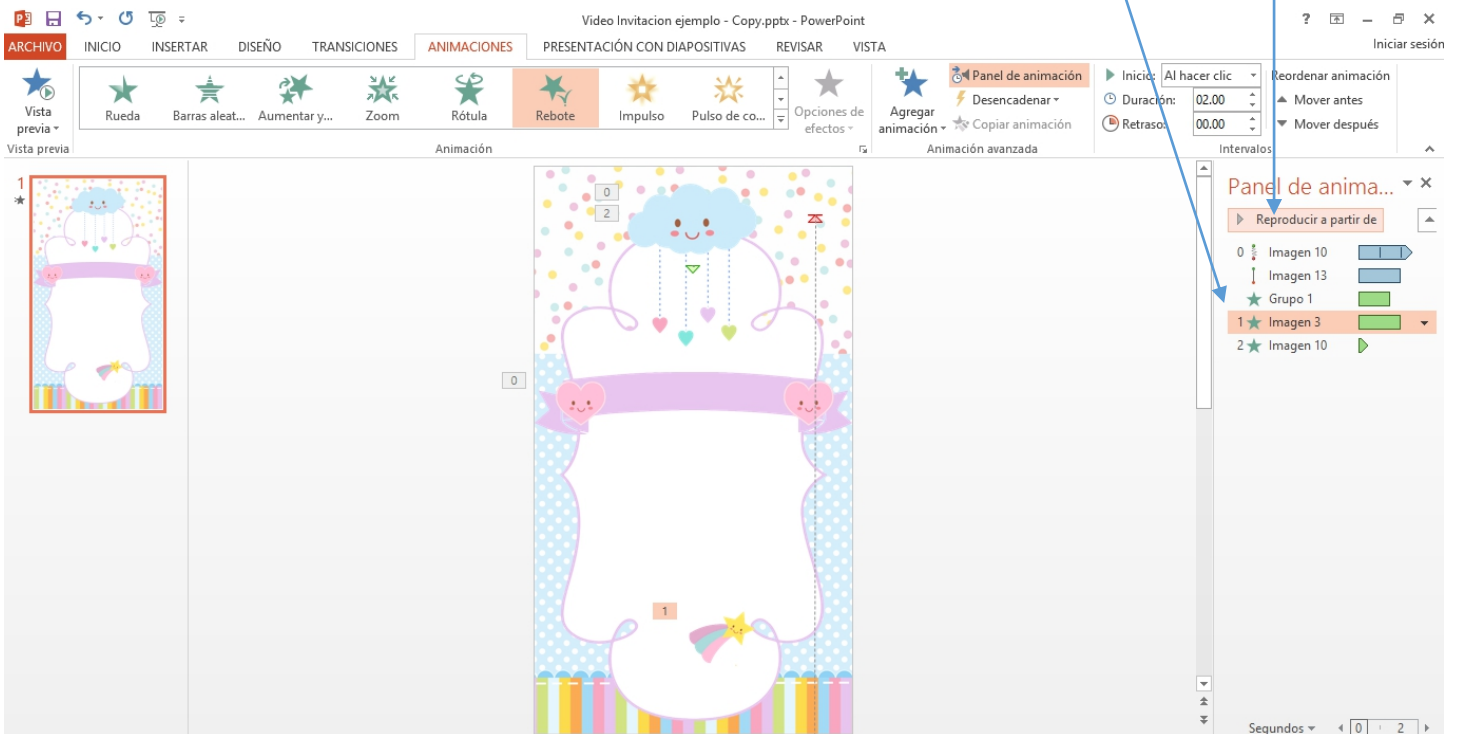 Video Invitacion ejemplo - Copy.pptx - PowerPoint
?
ARCHIVO INICIO INSERTAR DISEÑO TRANSICIONES ANIMACIONES PRESENTACIÓN CON DIAPOSITIVAS REVISAR VISTA Iniciar sesión
Vista previa
Rueda Barras aleat... Aumentar y... Zoom Rótula Rebote Impulso Pulso de co...
Opciones de efectos
Agregar animación
Panel de animación
Desencadenar
Copiar animación
Inicio: Al hacer clic
Duración: 02.00
Retraso: 00.00
Reordenar animación
Mover antes
Mover después
Vista previa Animación Animación avanzada Intervalos
1
0
2
0
1
Panel de anima...
Reproducir a partir de
0 Imagen 10
Imagen 13
Grupo 1
1 Imagen 3
2 Imagen 10
Segundos 0 2